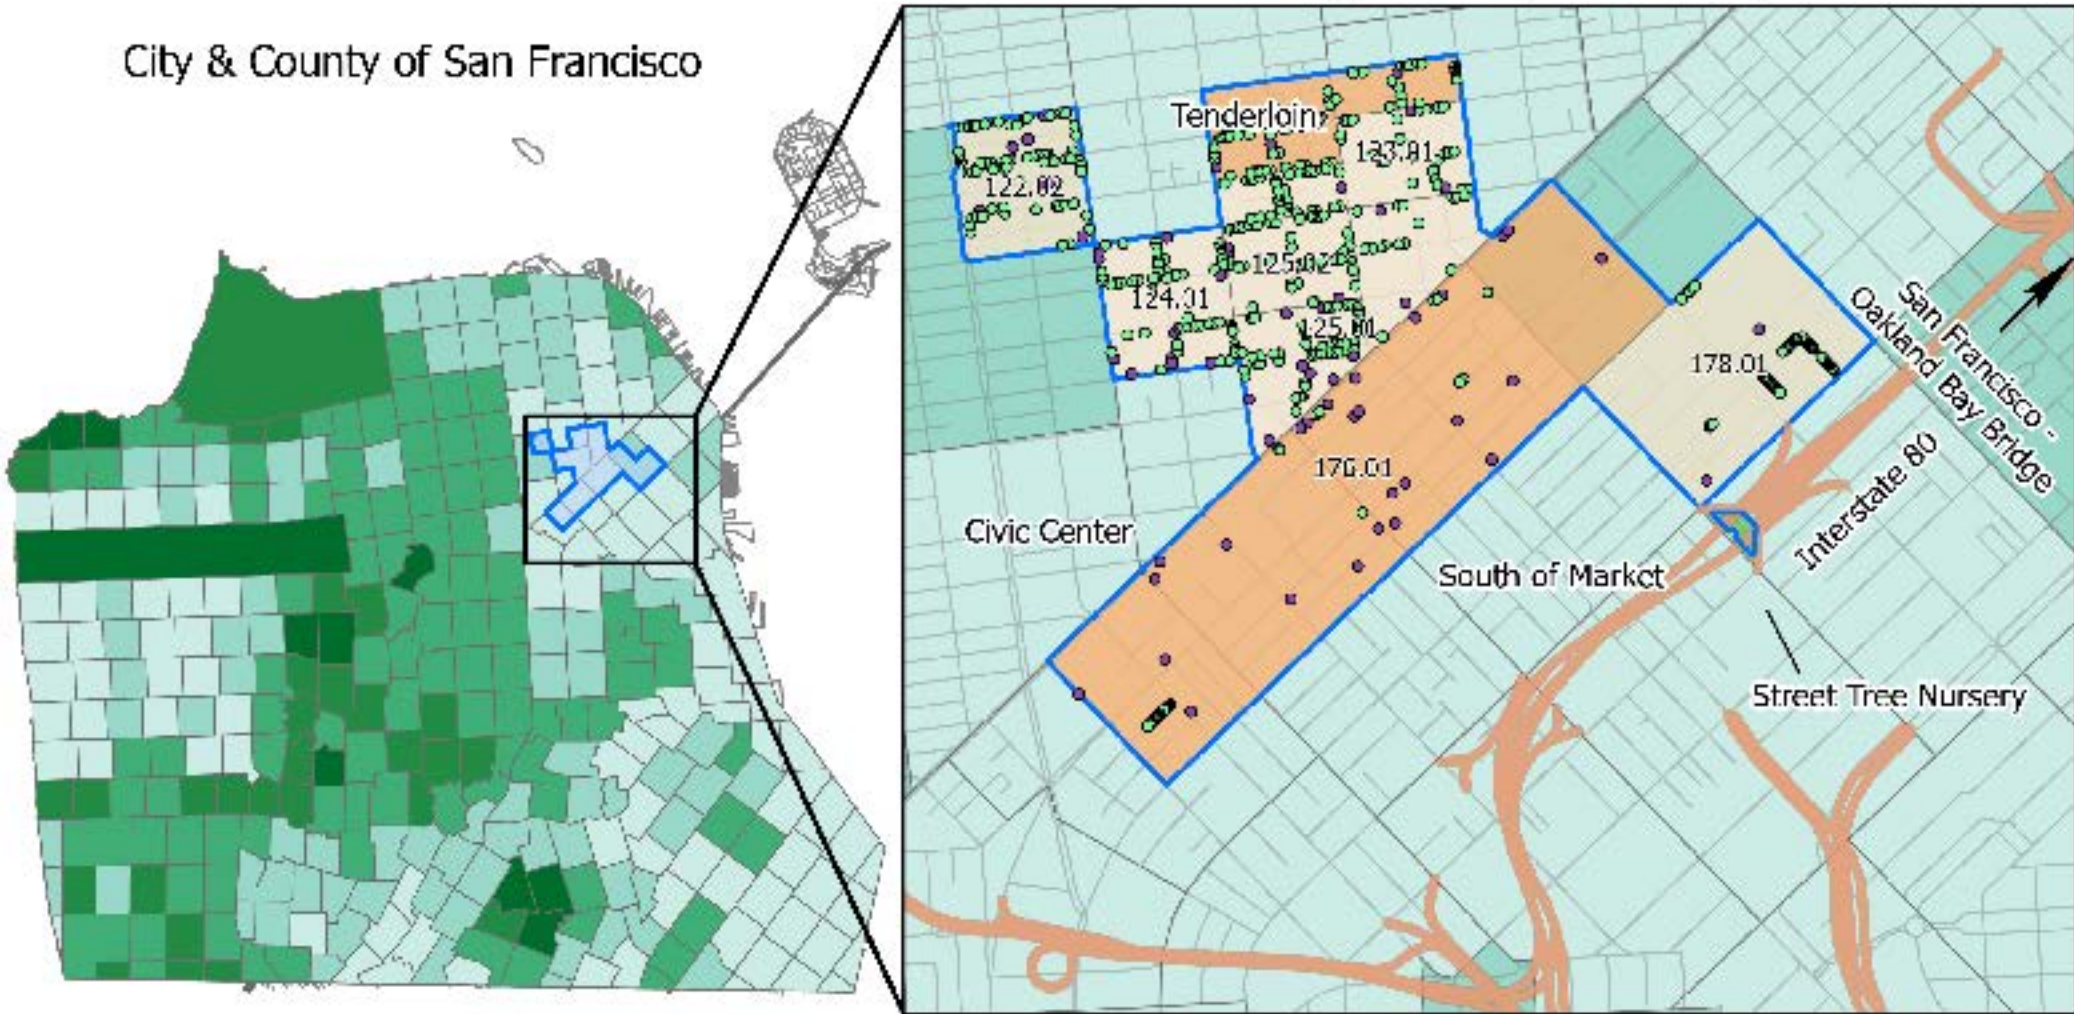 City & County of San Francisco
Tenderloin
123.01
122.02
125.02
124.01
125.01
178.01
176.01
Civic Center
South of Market
San Francisco -
Oakland Bay Bridge
Interstate 80
Street Tree Nursery